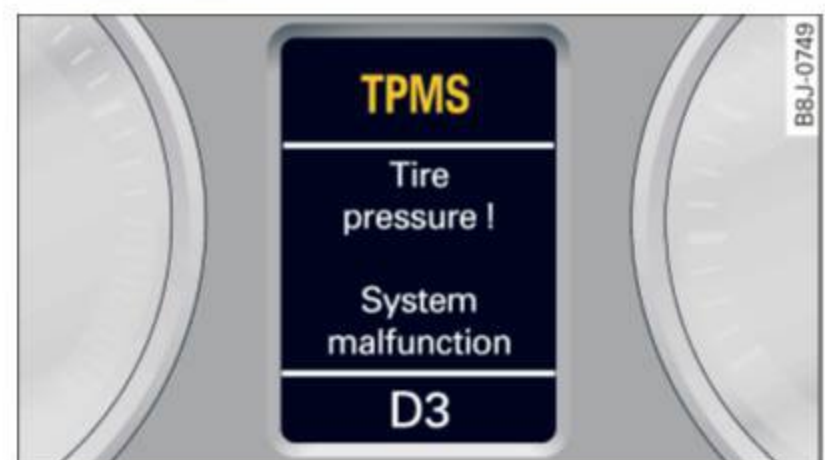 TPMS
Tire
pressure !
System
malfunction
D3
B8J-0749